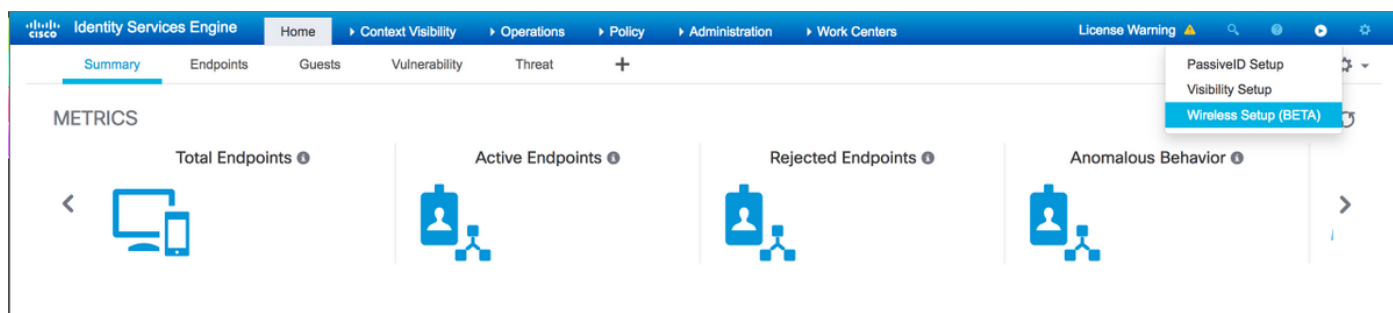 cisco Identity Services Engine Home Context Visibility Operations Policy Administration Work Centers License Warning
Summary Endpoints Guests Vulnerability Threat +
PassiveID Setup
Visibility Setup
Wireless Setup (BETA)
METRICS
Total Endpoints Active Endpoints Rejected Endpoints Anomalous Behavior